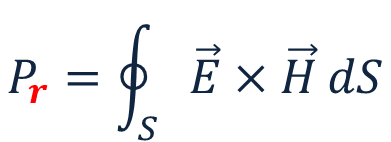 P_r = ∮_S E⃗ × H⃗ dS